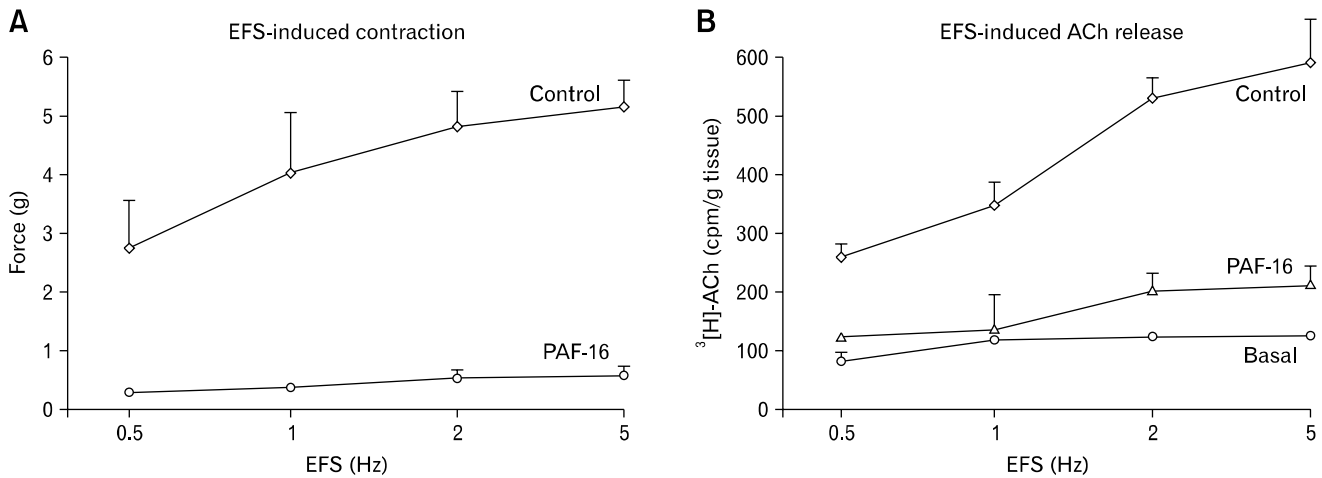 A
EFS-induced contraction
Force (g)
6
5
4
3
2
1
0
Control
PAF-16
0.5 1 2 5
EFS (Hz)
B
EFS-induced ACh release
³[H]-ACh (cpm/g tissue)
600
500
400
300
200
100
0
Control
PAF-16
Basal
0.5 1 2 5
EFS (Hz)